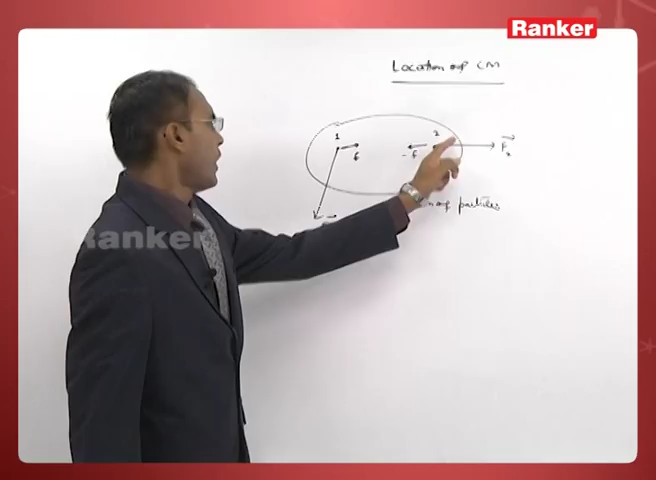 Ranker
Location of CM
1
2
f
-f
F₂
of particles
Ranker